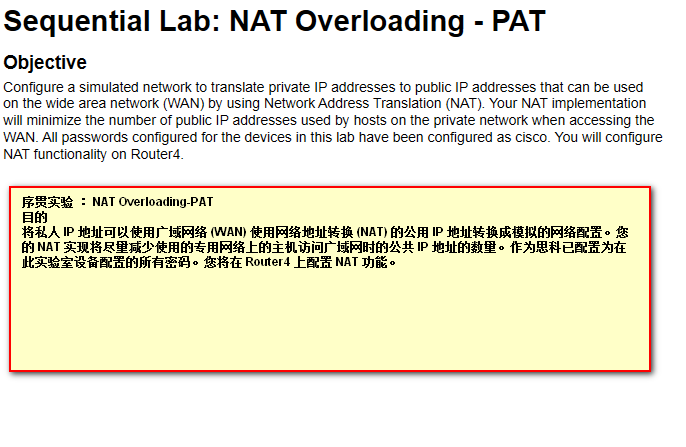 Sequential Lab: NAT Overloading - PAT
Objective
Configure a simulated network to translate private IP addresses to public IP addresses that can be used
on the wide area network (WAN) by using Network Address Translation (NAT). Your NAT implementation
will minimize the number of public IP addresses used by hosts on the private network when accessing the
WAN. All passwords configured for the devices in this lab have been configured as cisco. You will configure
NAT functionality on Router4.
序贯实验 ： NAT Overloading-PAT
目的
将私人 IP 地址可以使用广域网络 (WAN) 使用网络地址转换 (NAT) 的公用 IP 地址转换成模拟的网络配置。您
的 NAT 实现将尽量减少使用的专用网络上的主机访问广域网时的公共 IP 地址的数量。作为思科已配置为在
此实验室设备配置的所有密码。您将在 Router4 上配置 NAT 功能。